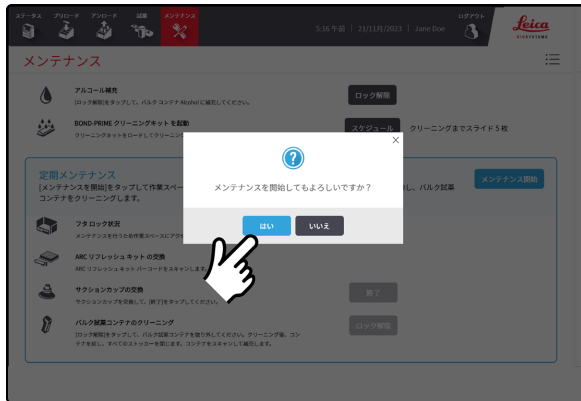 ステータス プリロード アンロード 試薬 メンテナンス 5:16 午前 | 21/11月/2023 | Jane Doe ログアウト Leica
BIOSYSTEMS
メンテナンス
アルコール補充
[ロック解除]をタップして、バルク コンテナ Alcohol に補充してください。
ロック解除
BOND-PRIME クリーニングキット を起動
クリーニングキットをロードしてクリーニン
スケジュール クリーニングまでスライド 5 枚
定期メンテナンス
[メンテナンスを開始]をタップして作業スペー
し、バルク試薬
コンテナをクリーニングします。
メンテナンス開始
メンテナンスを開始してもよろしいですか？
はい いいえ
フタ ロック状況
メンテナンスを行うため作業スペースにアクセ
ARC リフレッシュ キット の交換
ARC リフレッシュ キット バーコードをスキャンします。
サクションカップの交換
サクションカップを交換して、[終了]をタップしてください。
終了
バルク試薬コンテナのクリーニング
[ロック解除]をタップして、バルク試薬コンテナを取り外してください。クリーニング後、コン
テナを戻し、すべてのストッカーを閉じます。コンテナをスキャンして補充します。
ロック解除